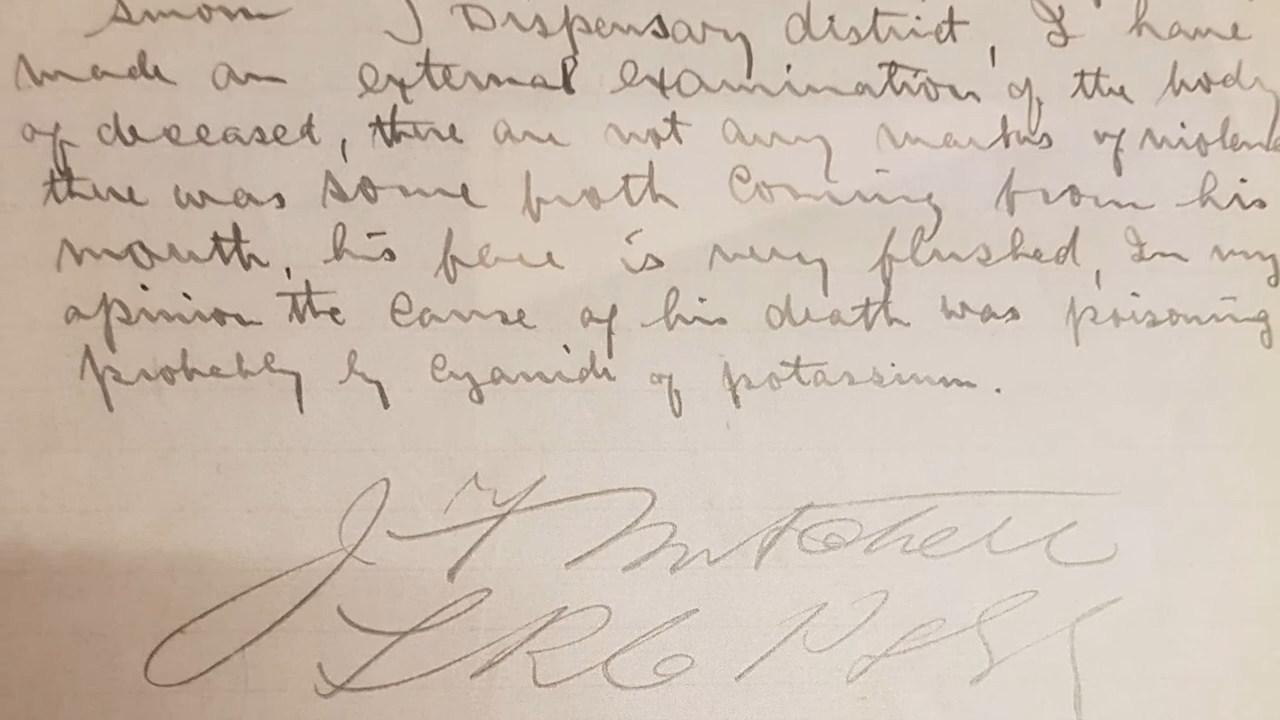 sworn Dispensary district, I have
made an external examination of the body
of deceased, there are not any marks of violence
there was some froth coming from his
mouth, his face is very flushed, In my
opinion the cause of his death was poisoning
probably by cyanide of potassium.
J F Mitchell
LRC P & S I